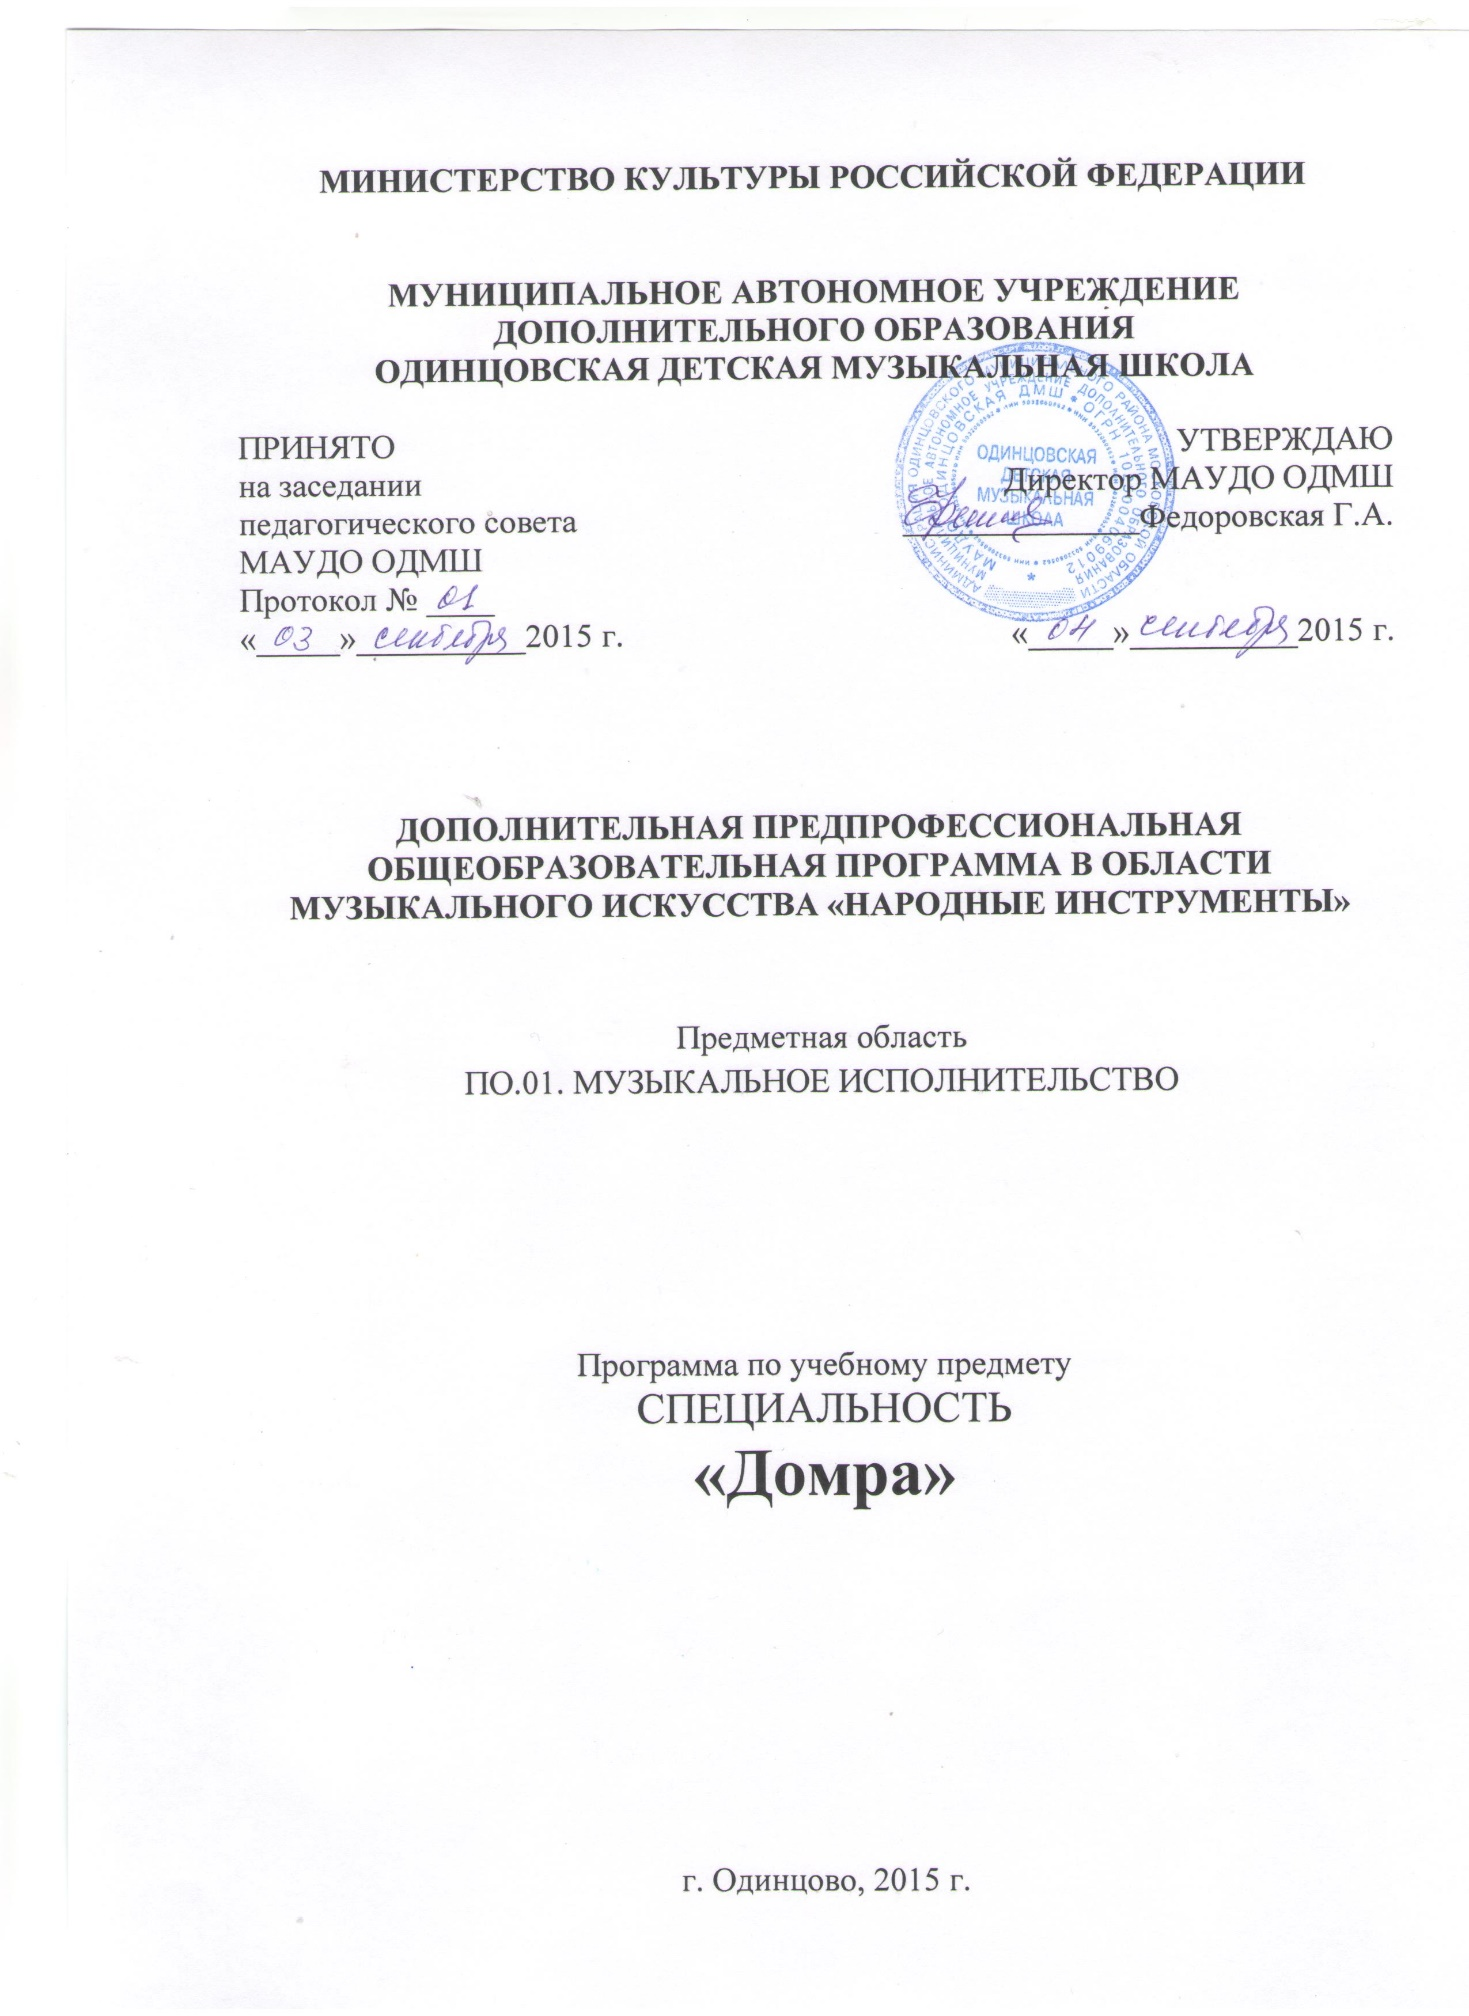 МИНИСТЕРСТВО КУЛЬТУРЫ РОССИЙСКОЙ ФЕДЕРАЦИИ
МУНИЦИПАЛЬНОЕ АВТОНОМНОЕ УЧРЕЖДЕНИЕ
ДОПОЛНИТЕЛЬНОГО ОБРАЗОВАНИЯ
ОДИНЦОВСКАЯ ДЕТСКАЯ МУЗЫКАЛЬНАЯ ШКОЛА
ПРИНЯТО
на заседании
педагогического совета
МАУДО ОДМШ
Протокол № 01
«03» сентября 2015 г.
УТВЕРЖДАЮ
Директор МАУДО ОДМШ
Федоровская Г.А.
«04» сентября 2015 г.
ОДИНЦОВСКАЯ
ДЕТСКАЯ
МУЗЫКАЛЬНАЯ
ШКОЛА
ДОПОЛНИТЕЛЬНАЯ ПРЕДПРОФЕССИОНАЛЬНАЯ
ОБЩЕОБРАЗОВАТЕЛЬНАЯ ПРОГРАММА В ОБЛАСТИ
МУЗЫКАЛЬНОГО ИСКУССТВА «НАРОДНЫЕ ИНСТРУМЕНТЫ»
Предметная область
ПО.01. МУЗЫКАЛЬНОЕ ИСПОЛНИТЕЛЬСТВО
Программа по учебному предмету
СПЕЦИАЛЬНОСТЬ
«Домра»
г. Одинцово, 2015 г.